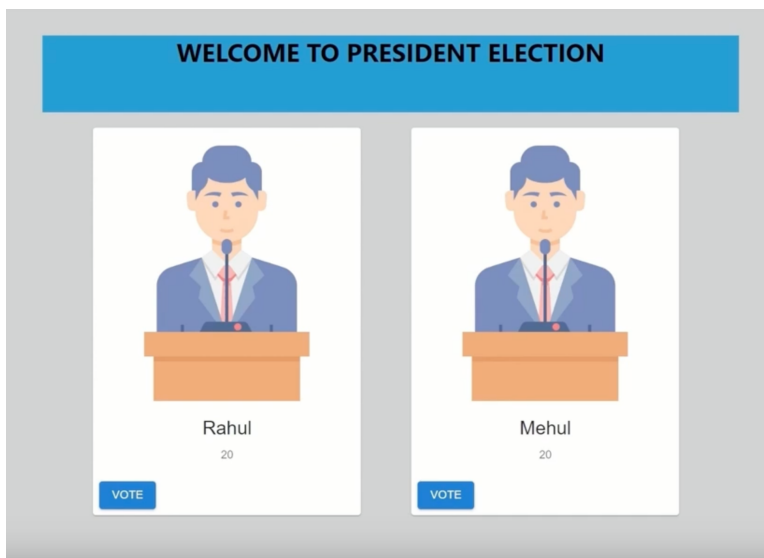 WELCOME TO PRESIDENT ELECTION
Rahul
20
VOTE
Mehul
20
VOTE